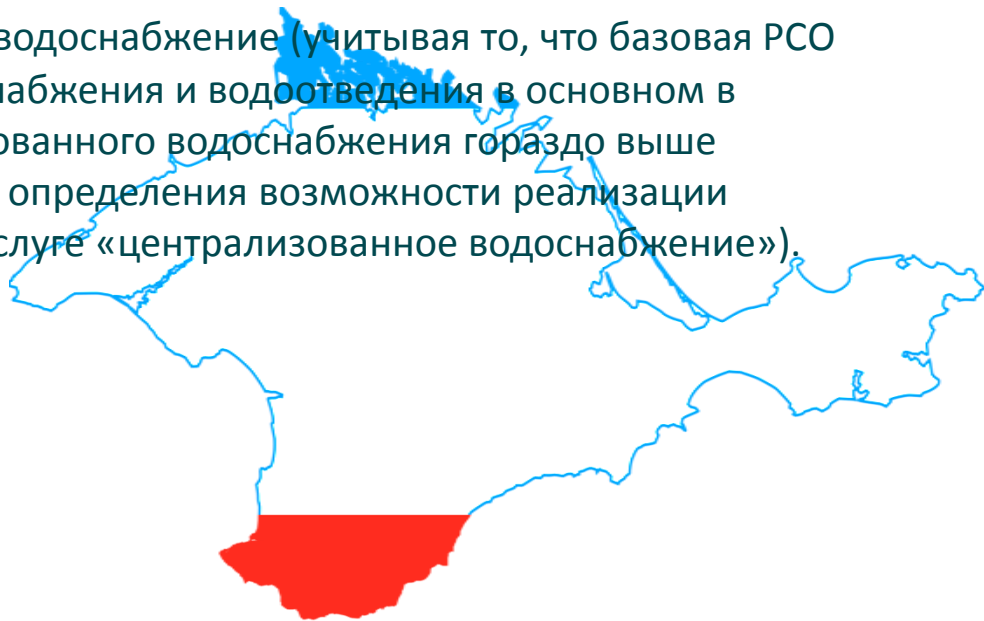 водоснабжение (учитывая то, что базовая РСО
набжения и водоотведения в основном в
ованного водоснабжения гораздо выше
определения возможности реализации
слуге «централизованное водоснабжение»).